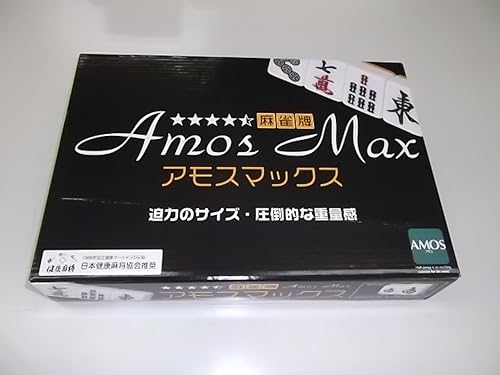 七
萬
東
★★★★⯪ 麻雀牌
Amos Max
アモスマックス
迫力のサイズ・圧倒的な重量感
日本健康麻将協会推奨
AMOS
Amos Max
アモスマックス